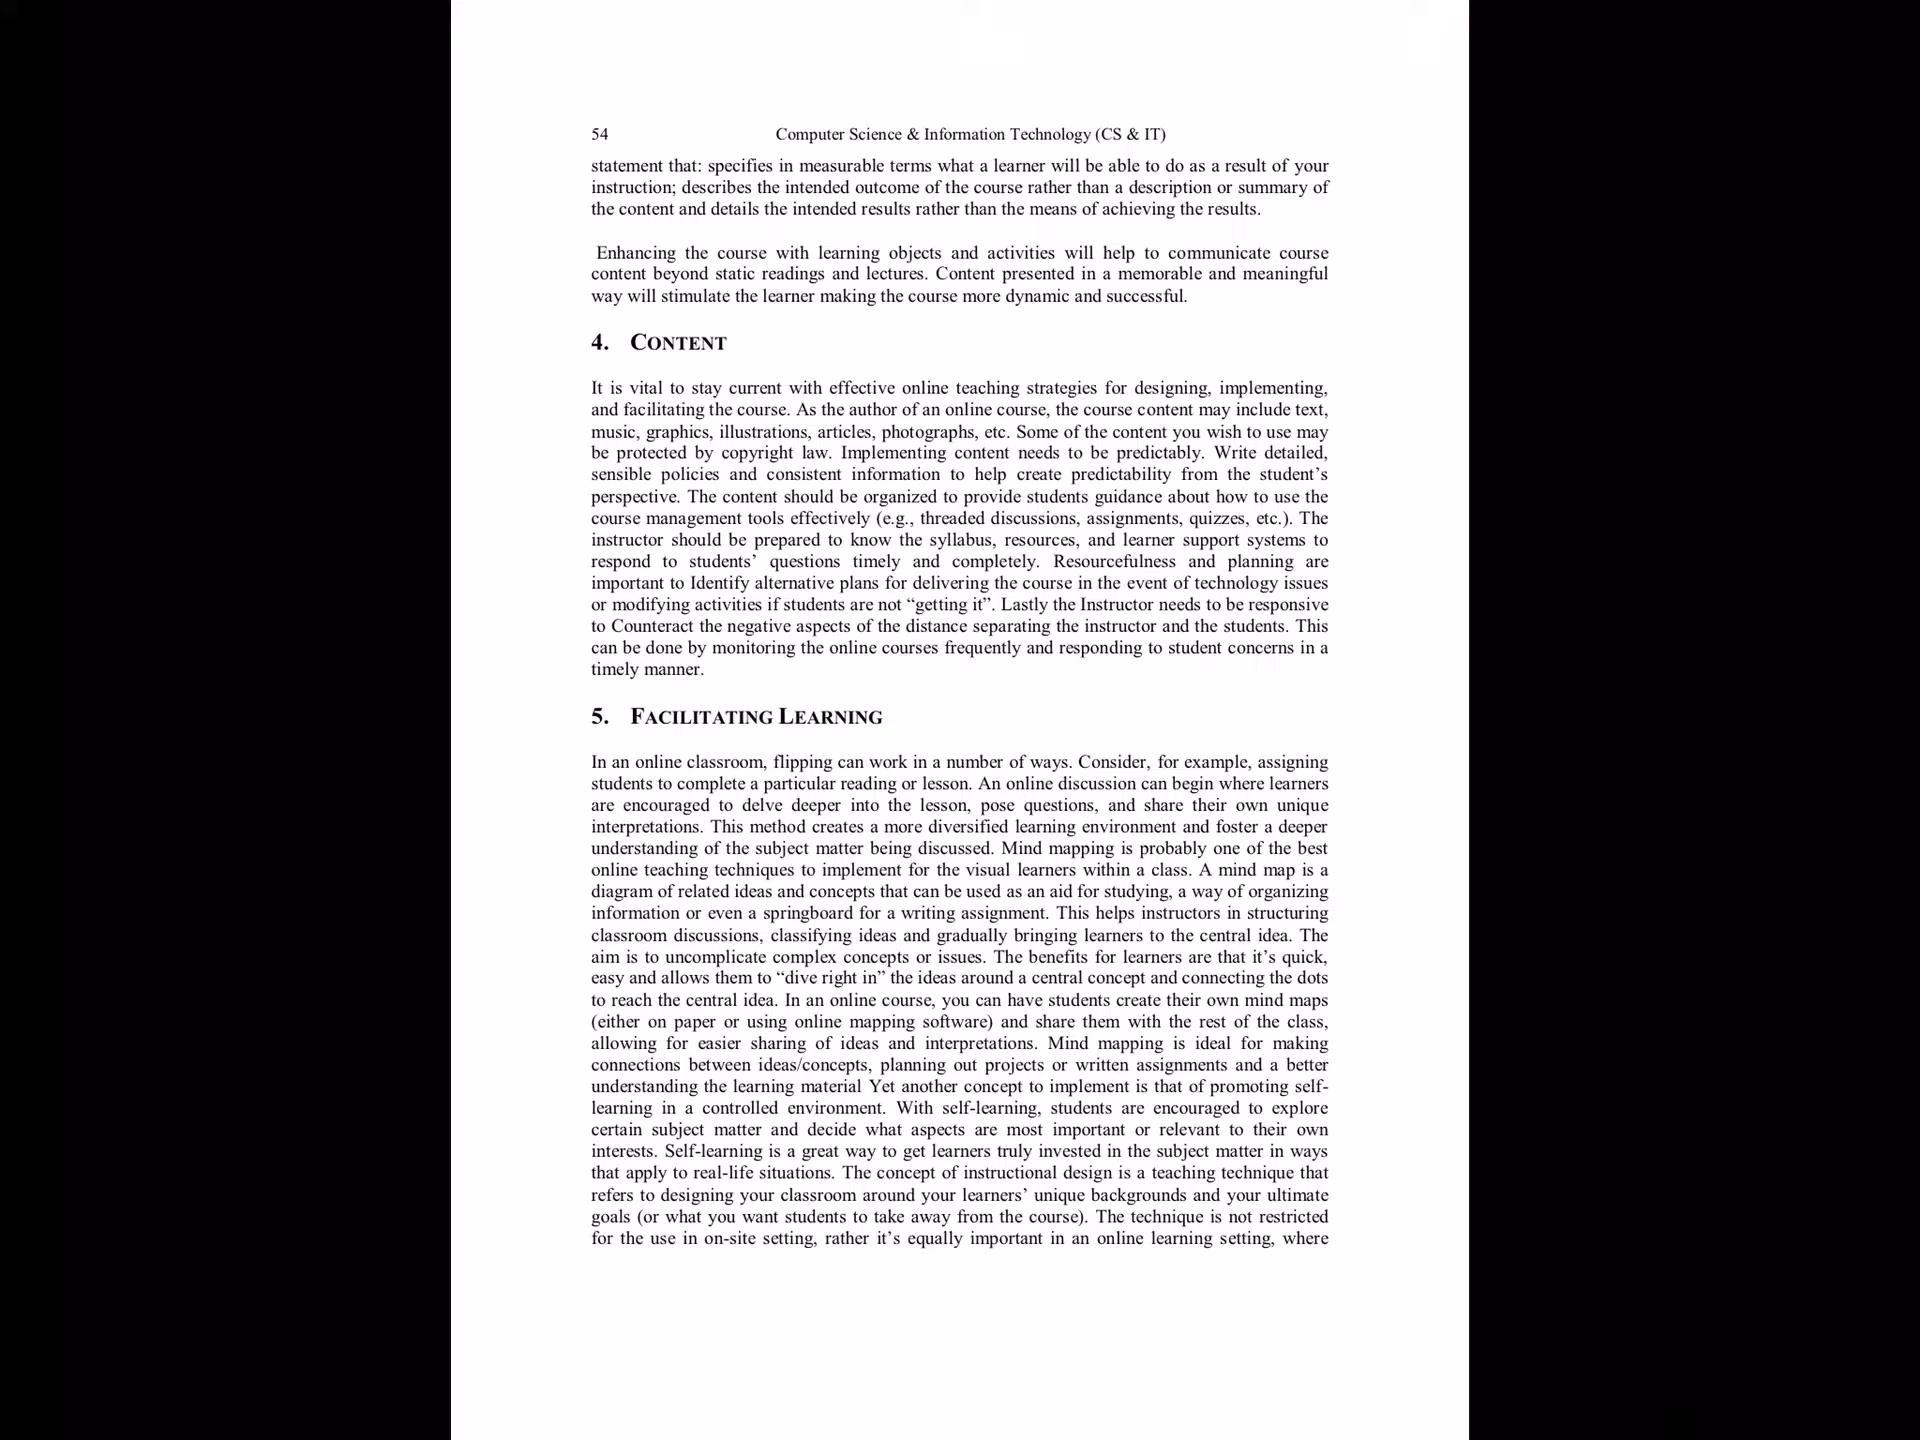 54 Computer Science & Information Technology (CS & IT)
statement that: specifies in measurable terms what a learner will be able to do as a result of your
instruction; describes the intended outcome of the course rather than a description or summary of
the content and details the intended results rather than the means of achieving the results.
Enhancing the course with learning objects and activities will help to communicate course
content beyond static readings and lectures. Content presented in a memorable and meaningful
way will stimulate the learner making the course more dynamic and successful.
4. CONTENT
It is vital to stay current with effective online teaching strategies for designing, implementing,
and facilitating the course. As the author of an online course, the course content may include text,
music, graphics, illustrations, articles, photographs, etc. Some of the content you wish to use may
be protected by copyright law. Implementing content needs to be predictably. Write detailed,
sensible policies and consistent information to help create predictability from the student’s
perspective. The content should be organized to provide students guidance about how to use the
course management tools effectively (e.g., threaded discussions, assignments, quizzes, etc.). The
instructor should be prepared to know the syllabus, resources, and learner support systems to
respond to students’ questions timely and completely. Resourcefulness and planning are
important to Identify alternative plans for delivering the course in the event of technology issues
or modifying activities if students are not “getting it”. Lastly the Instructor needs to be responsive
to Counteract the negative aspects of the distance separating the instructor and the students. This
can be done by monitoring the online courses frequently and responding to student concerns in a
timely manner.
5. FACILITATING LEARNING
In an online classroom, flipping can work in a number of ways. Consider, for example, assigning
students to complete a particular reading or lesson. An online discussion can begin where learners
are encouraged to delve deeper into the lesson, pose questions, and share their own unique
interpretations. This method creates a more diversified learning environment and foster a deeper
understanding of the subject matter being discussed. Mind mapping is probably one of the best
online teaching techniques to implement for the visual learners within a class. A mind map is a
diagram of related ideas and concepts that can be used as an aid for studying, a way of organizing
information or even a springboard for a writing assignment. This helps instructors in structuring
classroom discussions, classifying ideas and gradually bringing learners to the central idea. The
aim is to uncomplicate complex concepts or issues. The benefits for learners are that it’s quick,
easy and allows them to “dive right in” the ideas around a central concept and connecting the dots
to reach the central idea. In an online course, you can have students create their own mind maps
(either on paper or using online mapping software) and share them with the rest of the class,
allowing for easier sharing of ideas and interpretations. Mind mapping is ideal for making
connections between ideas/concepts, planning out projects or written assignments and a better
understanding the learning material Yet another concept to implement is that of promoting self-
learning in a controlled environment. With self-learning, students are encouraged to explore
certain subject matter and decide what aspects are most important or relevant to their own
interests. Self-learning is a great way to get learners truly invested in the subject matter in ways
that apply to real-life situations. The concept of instructional design is a teaching technique that
refers to designing your classroom around your learners’ unique backgrounds and your ultimate
goals (or what you want students to take away from the course). The technique is not restricted
for the use in on-site setting, rather it’s equally important in an online learning setting, where